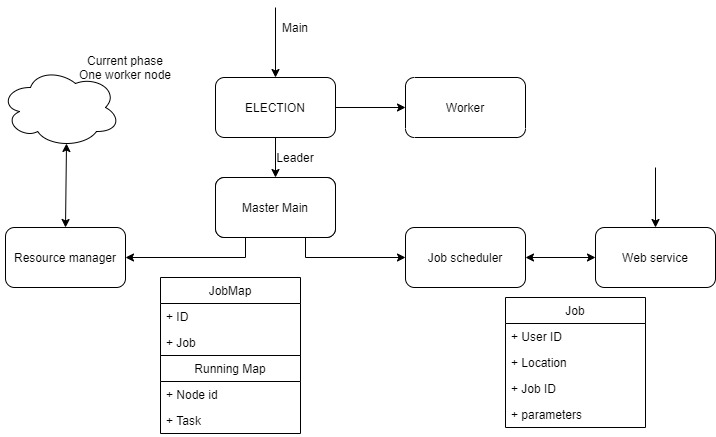 Main
Current phase
One worker node
ELECTION
Worker
Leader
Master Main
Resource manager
Job scheduler
Web service
JobMap
+ ID
+ Job
Running Map
+ Node id
+ Task
Job
+ User ID
+ Location
+ Job ID
+ parameters